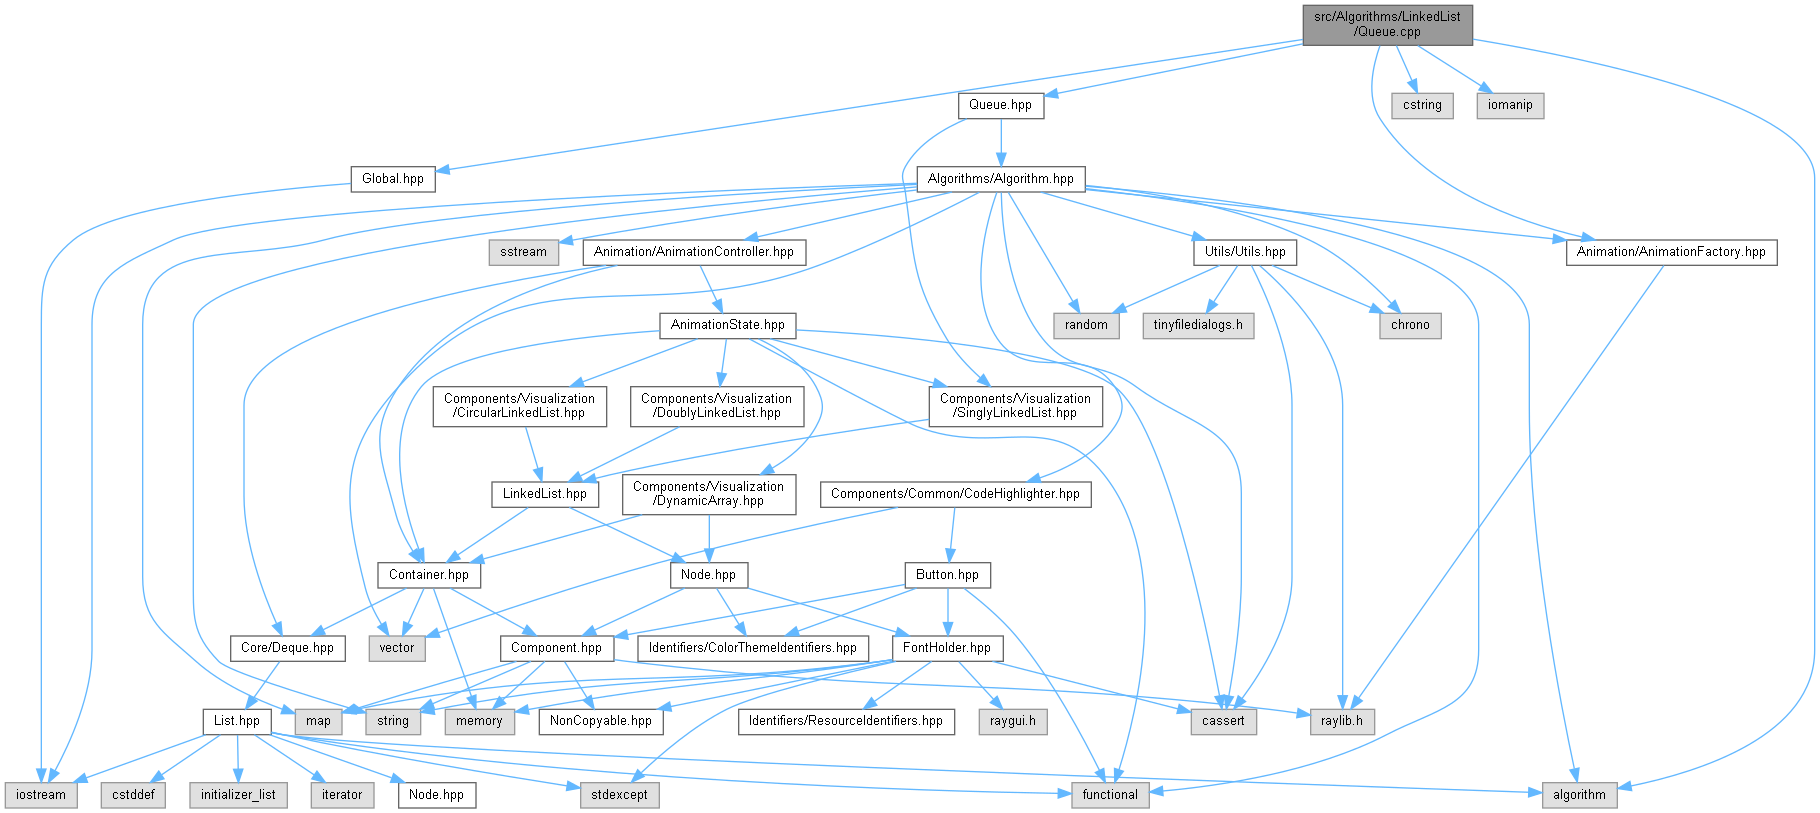 src/Algorithms/LinkedList
/Queue.cpp
Queue.hpp
cstring
iomanip
Global.hpp
Algorithms/Algorithm.hpp
sstream
Animation/AnimationController.hpp
Utils/Utils.hpp
Animation/AnimationFactory.hpp
AnimationState.hpp
random
tinyfiledialogs.h
chrono
Components/Visualization
/CircularLinkedList.hpp
Components/Visualization
/DoublyLinkedList.hpp
Components/Visualization
/SinglyLinkedList.hpp
LinkedList.hpp
Components/Visualization
/DynamicArray.hpp
Components/Common/CodeHighlighter.hpp
Container.hpp
Node.hpp
Button.hpp
Core/Deque.hpp
vector
Component.hpp
Identifiers/ColorThemeIdentifiers.hpp
FontHolder.hpp
List.hpp
map
string
memory
NonCopyable.hpp
Identifiers/ResourceIdentifiers.hpp
raygui.h
cassert
raylib.h
iostream
cstddef
initializer_list
iterator
Node.hpp
stdexcept
functional
algorithm